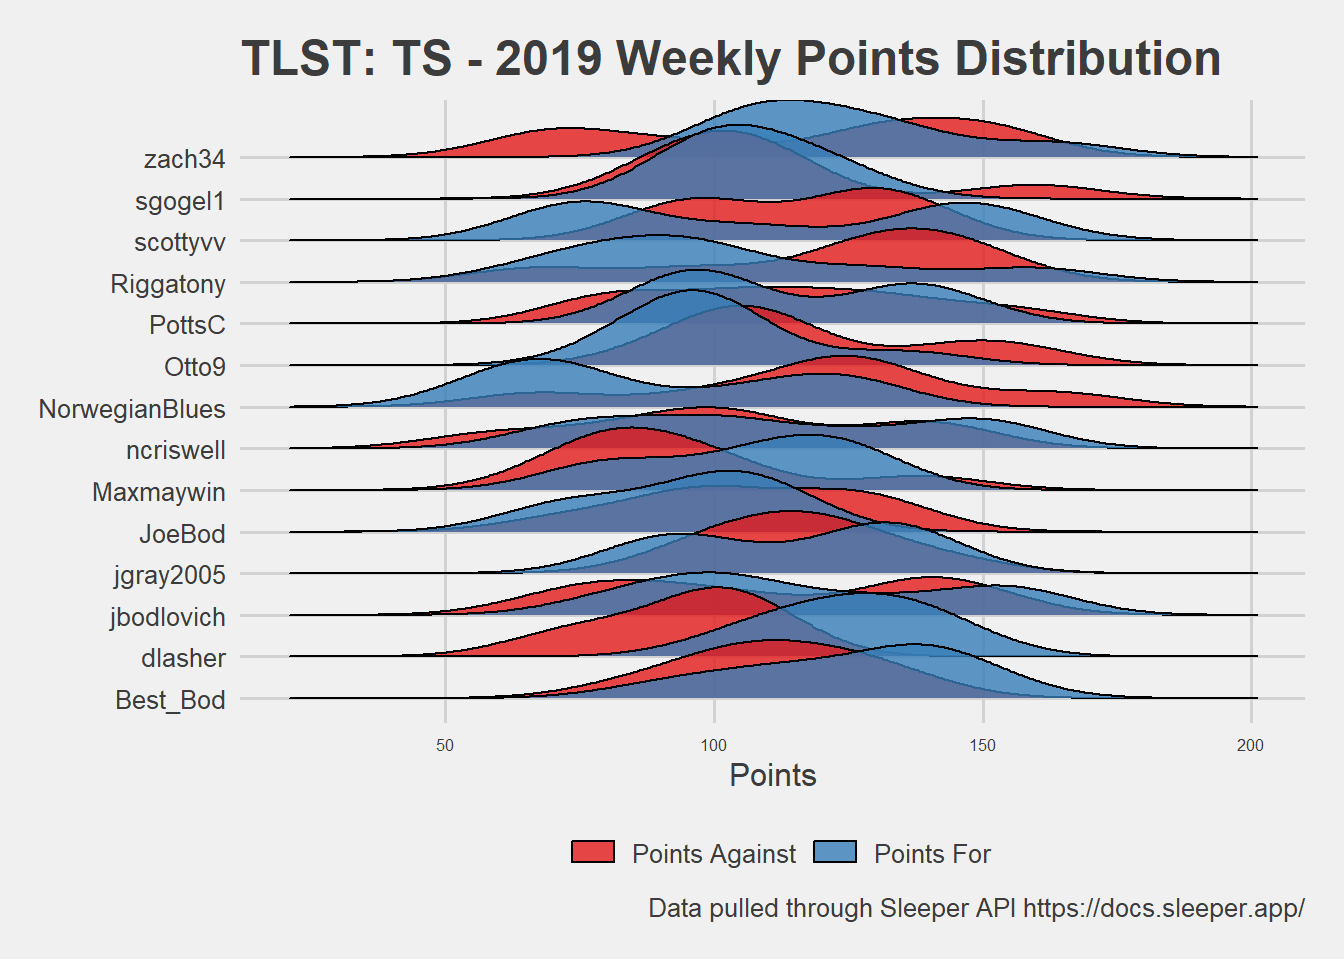 TLST: TS - 2019 Weekly Points Distribution
zach34
sgogel1
scottyvv
Riggatony
PottsC
Otto9
NorwegianBlues
ncriswell
Maxmaywin
JoeBod
jgray2005
jbodlovich
dlasher
Best_Bod
50 100 150 200
Points
Points Against Points For
Data pulled through Sleeper API https://docs.sleeper.app/